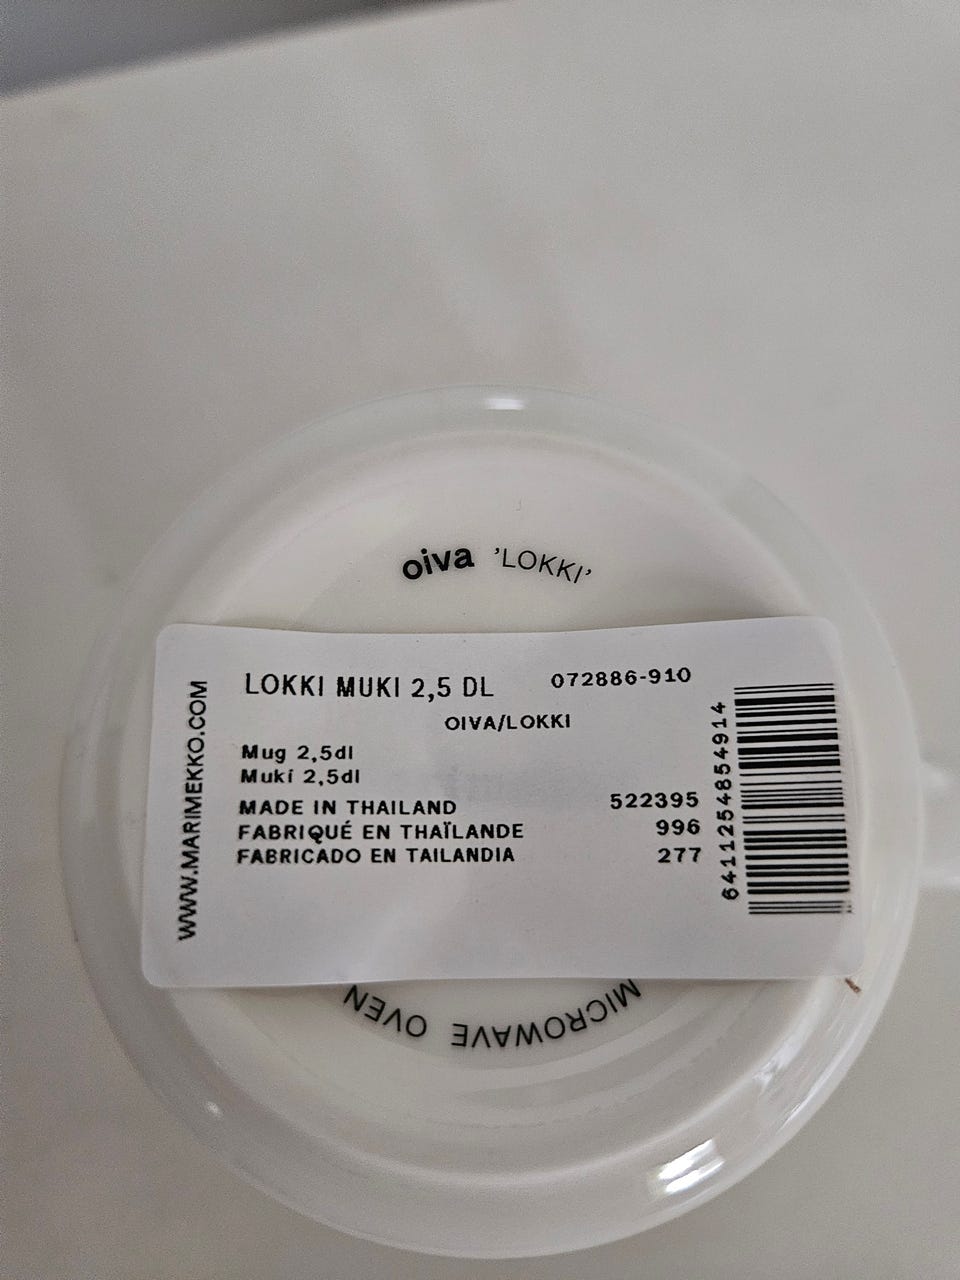 oiva 'LOKKI'
LOKKI MUKI 2,5 DL 072886-910
OIVA/LOKKI
Mug 2,5dl
Muki 2,5dl
MADE IN THAILAND 522395
FABRIQUÉ EN THAÏLANDE 996
FABRICADO EN TAILANDIA 277
WWW.MARIMEKKO.COM
6411254854914
MICROWAVE OVEN